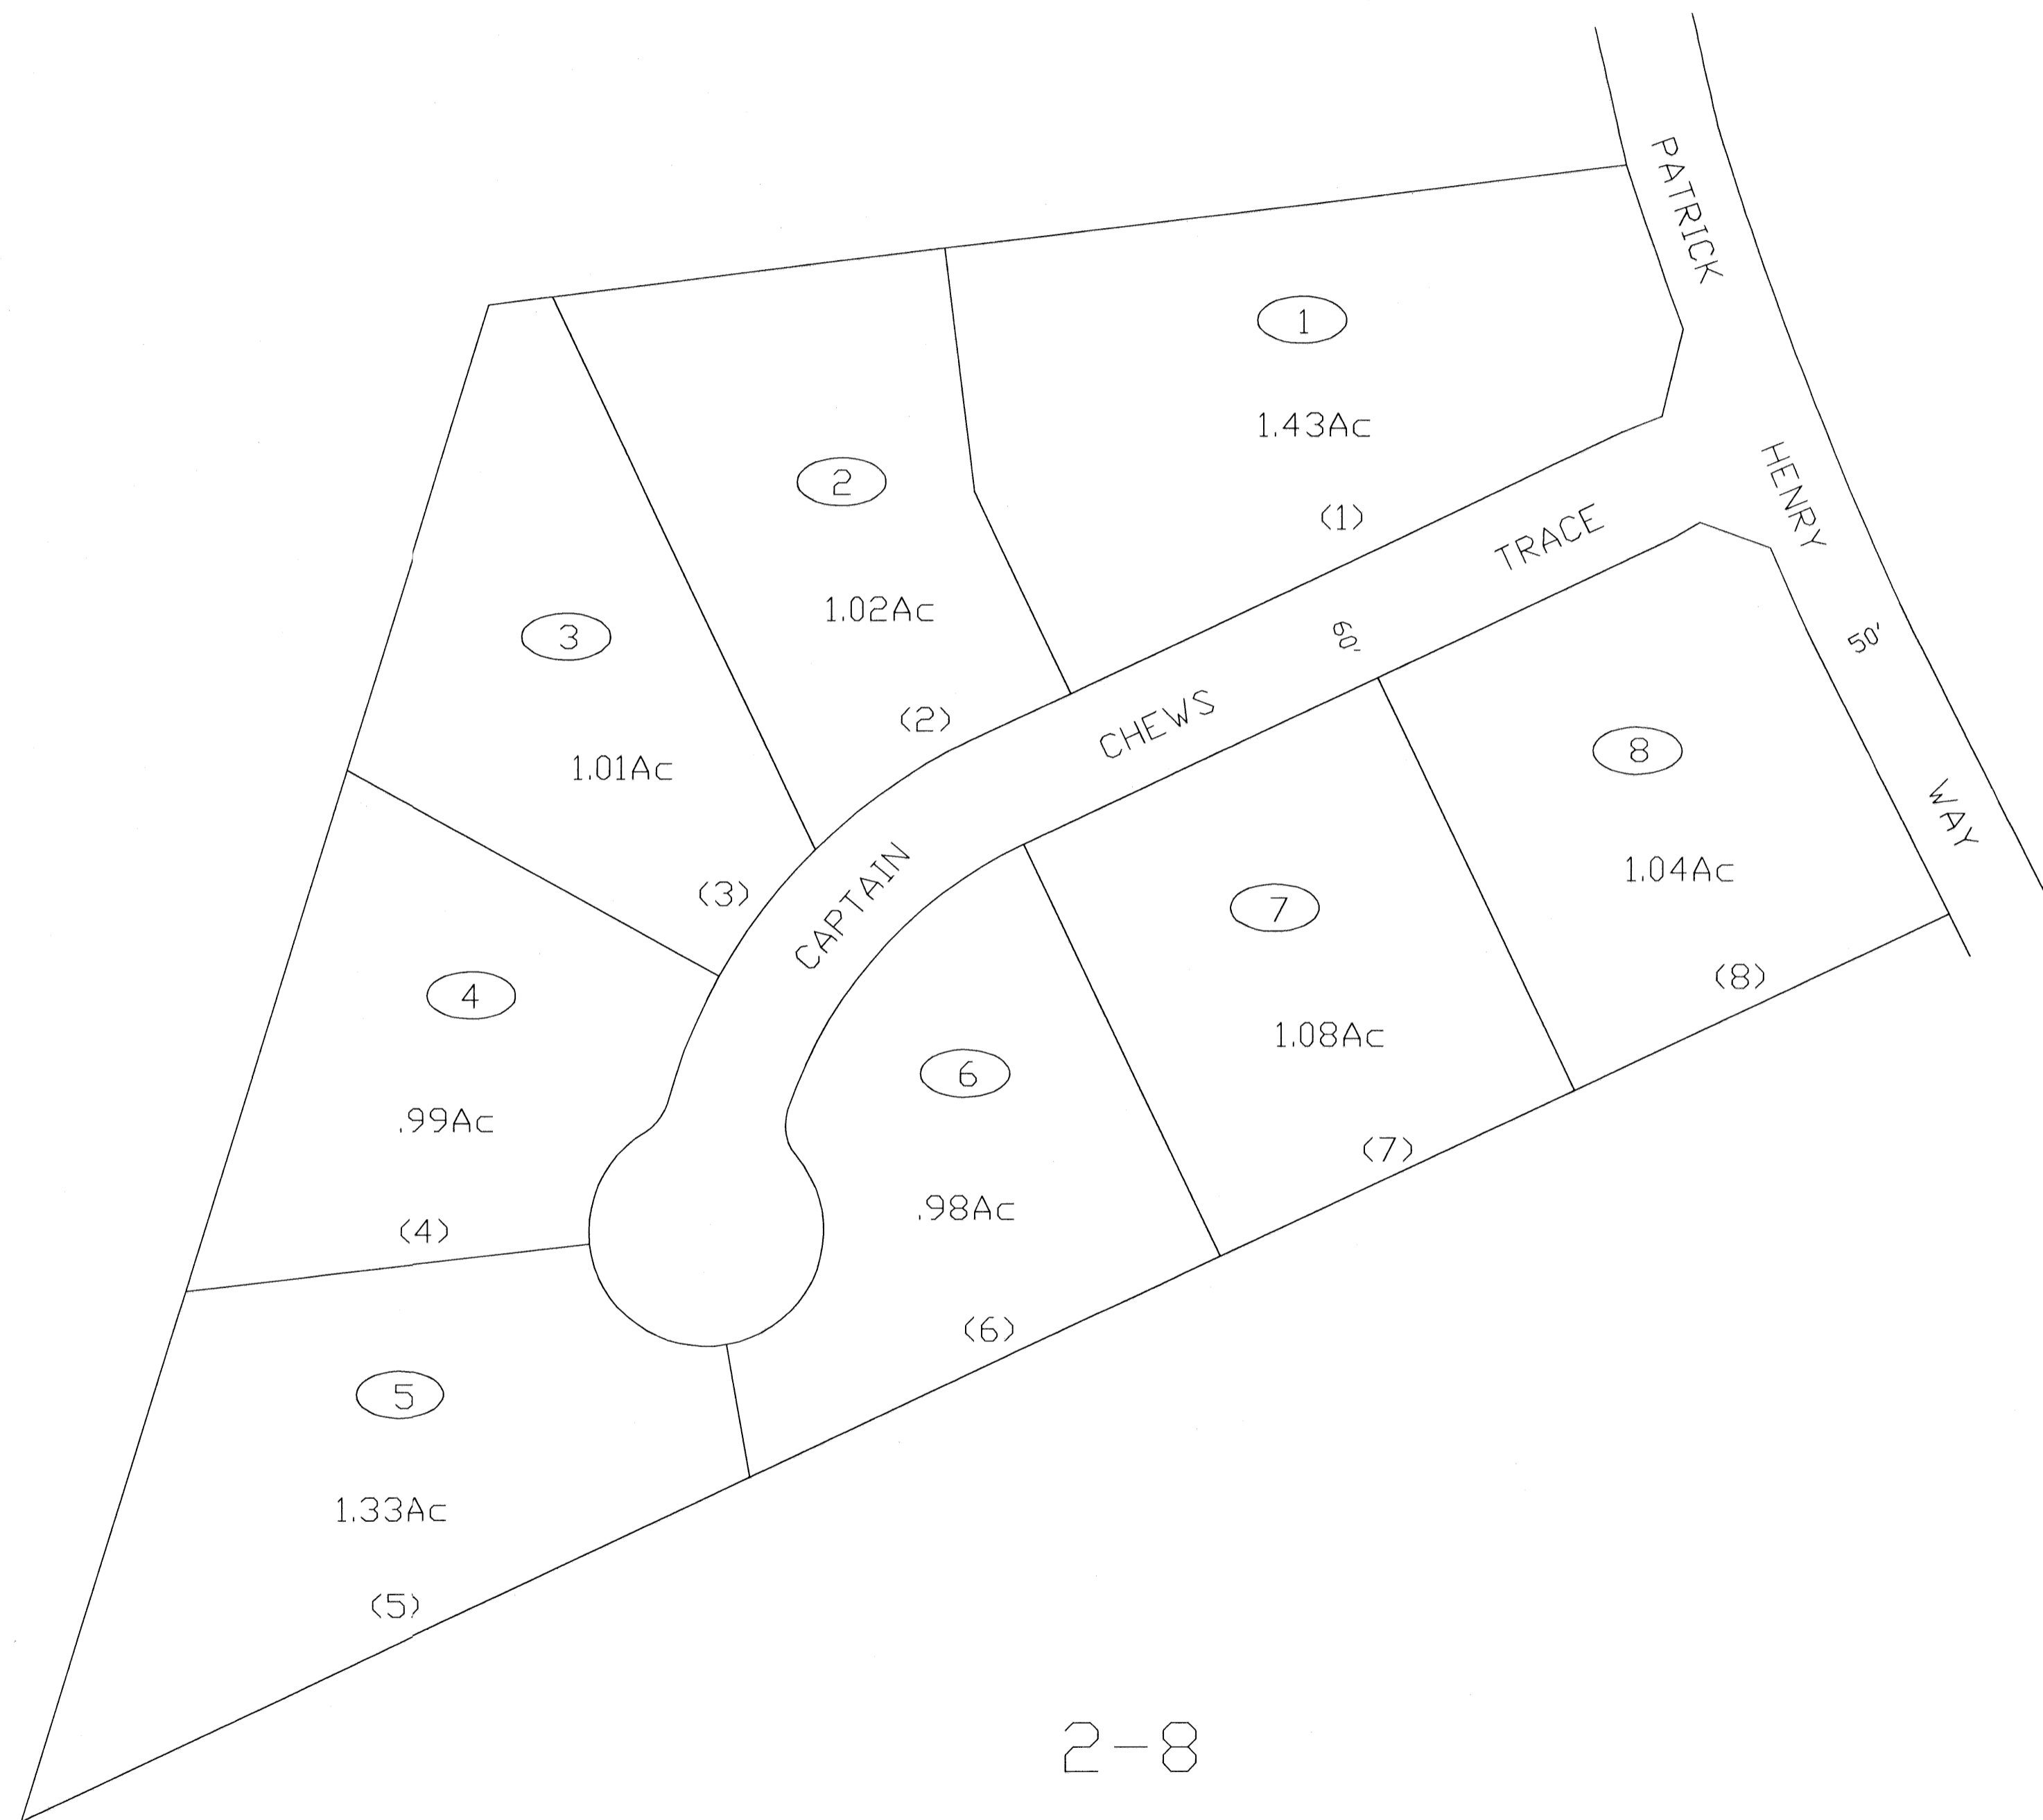 PATRICK
HENRY
50'
WAY
1
1.43Ac
(1)
2
1.02Ac
(2)
3
1.01Ac
(3)
CAPTAIN
CHEWS
60'
TRACE
4
.99Ac
(4)
5
1.33Ac
(5)
6
.98Ac
(6)
7
1.08Ac
(7)
8
1.04Ac
(8)
2-8